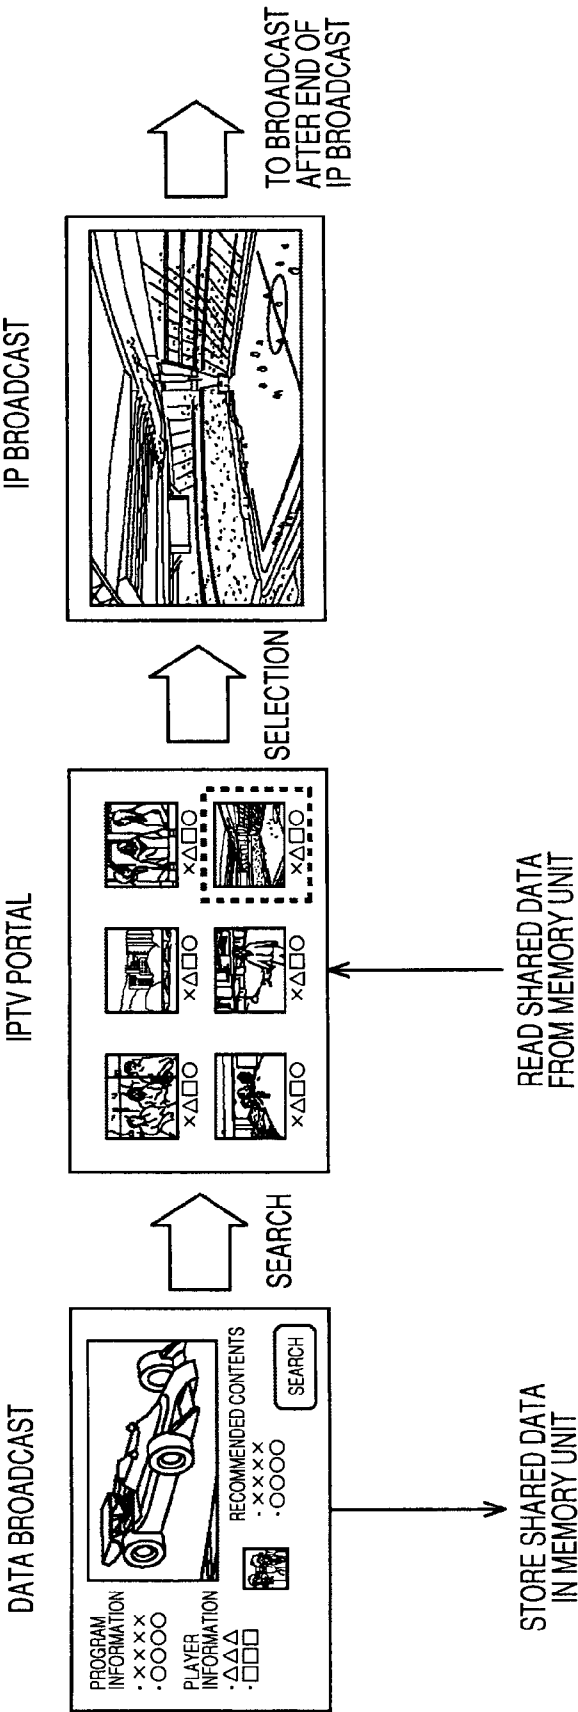 DATA BROADCAST
PROGRAM
INFORMATION
· ××××
· ○○○○
PLAYER
INFORMATION
· △△△
· □□□
RECOMMENDED CONTENTS
· ××××
· ○○○○
SEARCH
STORE SHARED DATA
IN MEMORY UNIT
SEARCH
IPTV PORTAL
×△□○
×△□○
×△□○
×△□○
×△□○
×△□○
READ SHARED DATA
FROM MEMORY UNIT
SELECTION
IP BROADCAST
TO BROADCAST
AFTER END OF
IP BROADCAST